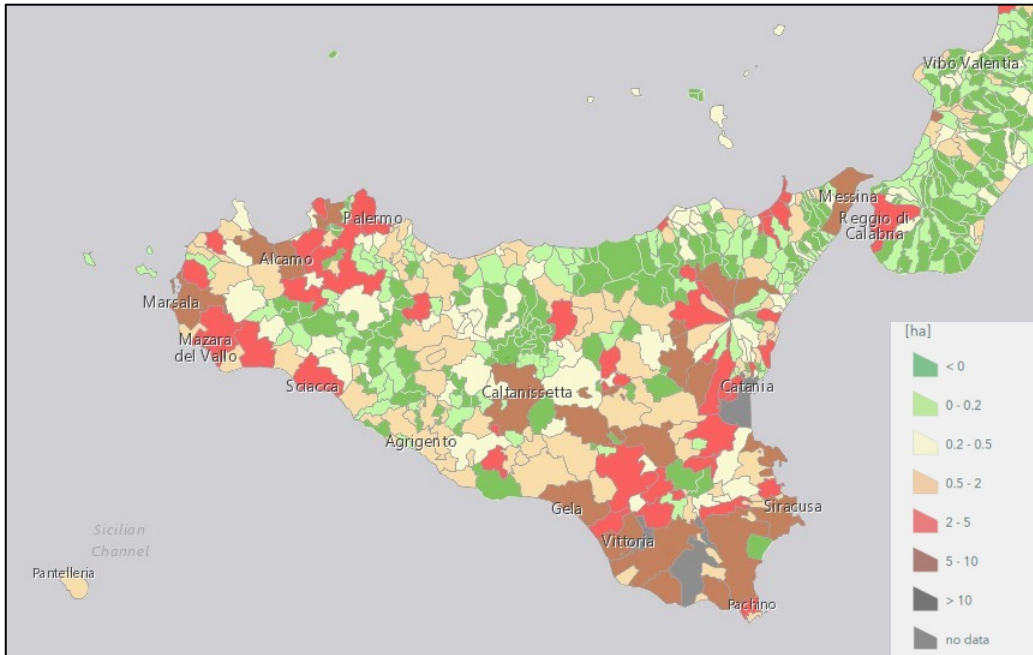 Vibo Valentia
Messina
Reggio di
Calabria
Palermo
Alcamo
Marsala
Mazara
del Vallo
Sciacca
Caltanissetta
Catania
Agrigento
Gela
Siracusa
Vittoria
Sicilian
Channel
Pantelleria
Pachino
[ha]
< 0
0 - 0.2
0.2 - 0.5
0.5 - 2
2 - 5
5 - 10
> 10
no data